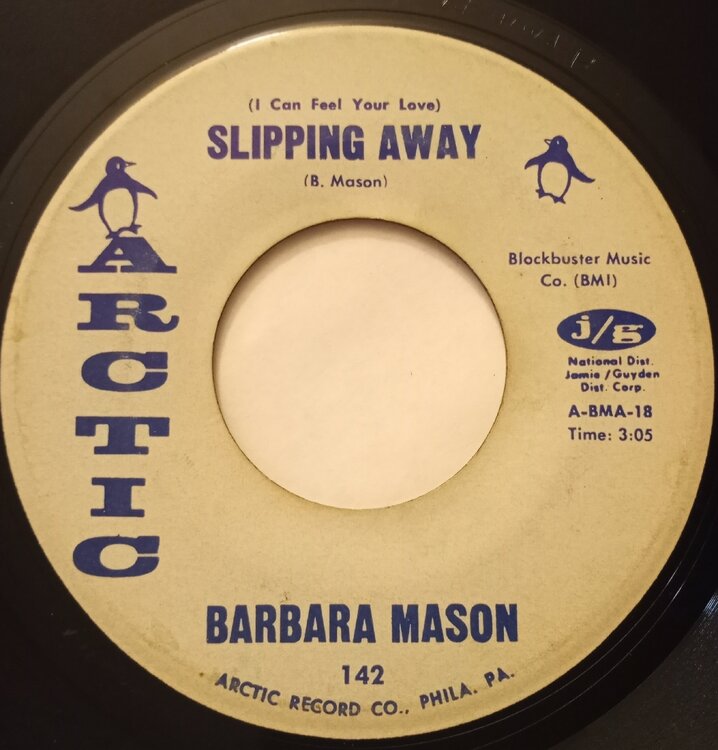 (I Can Feel Your Love)
SLIPPING AWAY
(B. Mason)
ARCTIC
Blockbuster Music
Co. (BMI)
j/g
National Dist.
Jamie/Guyden
Dist. Corp.
A-BMA-18
Time: 3:05
BARBARA MASON
142
ARCTIC RECORD CO., PHILA. PA.